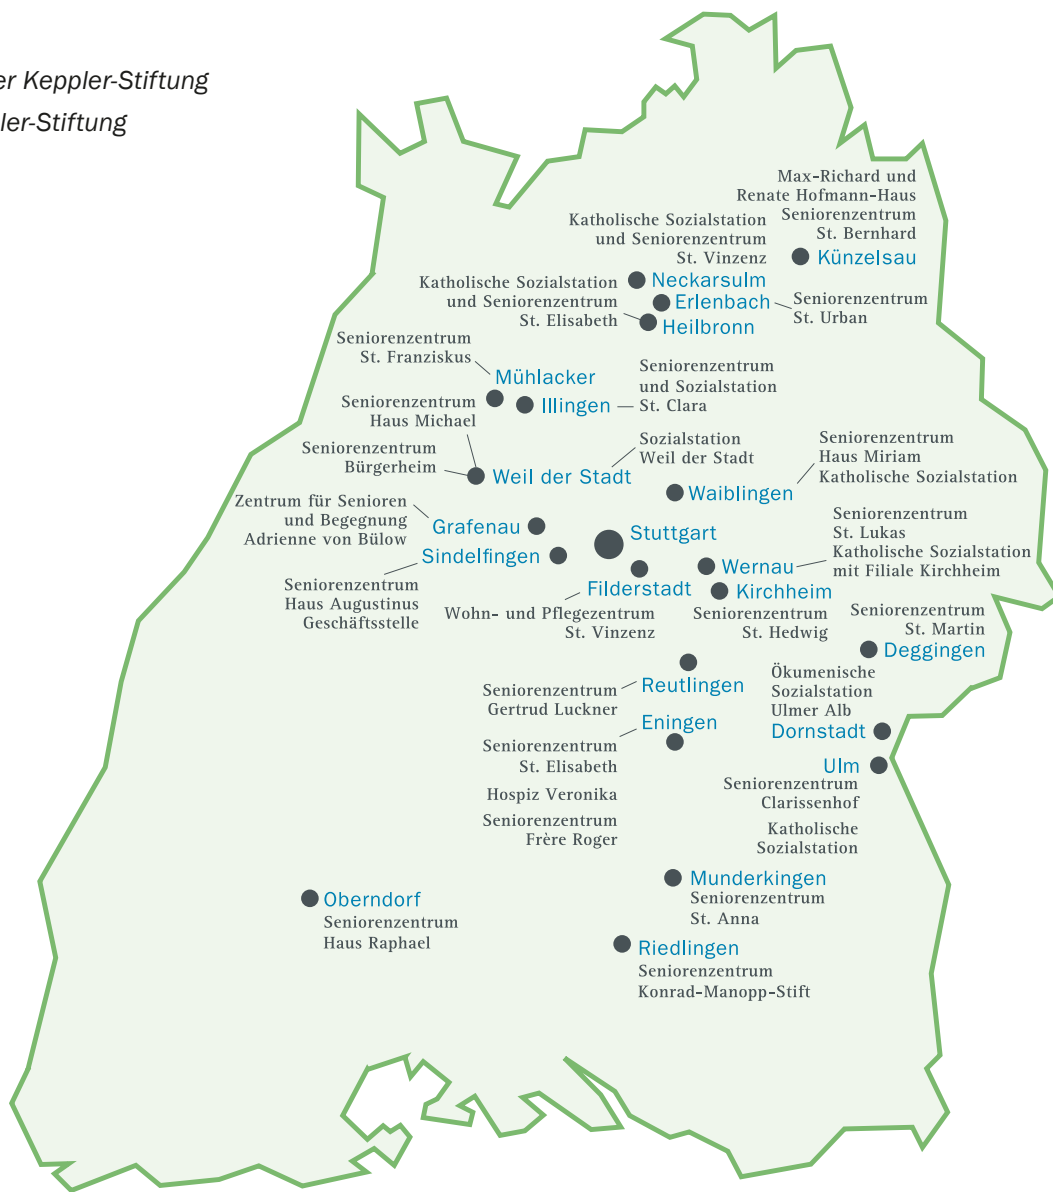 er Keppler-Stiftung
ler-Stiftung
Max-Richard und
Renate Hofmann-Haus
Seniorenzentrum
St. Bernhard
Künzelsau
Katholische Sozialstation
und Seniorenzentrum
St. Vinzenz
Neckarsulm
Katholische Sozialstation
und Seniorenzentrum
St. Elisabeth
Erlenbach
Seniorenzentrum
St. Urban
Heilbronn
Seniorenzentrum
St. Franziskus
Mühlacker
Seniorenzentrum
und Sozialstation
St. Clara
Illingen
Seniorenzentrum
Haus Michael
Seniorenzentrum
Bürgerheim
Sozialstation
Weil der Stadt
Weil der Stadt
Seniorenzentrum
Haus Miriam
Katholische Sozialstation
Waiblingen
Zentrum für Senioren
und Begegnung
Adrienne von Bülow
Grafenau
Stuttgart
Seniorenzentrum
St. Lukas
Katholische Sozialstation
mit Filiale Kirchheim
Sindelfingen
Wernau
Seniorenzentrum
Haus Augustinus
Geschäftsstelle
Filderstadt
Kirchheim
Wohn- und Pflegezentrum
St. Vinzenz
Seniorenzentrum
St. Hedwig
Seniorenzentrum
St. Martin
Deggingen
Seniorenzentrum
Gertrud Luckner
Reutlingen
Ökumenische
Sozialstation
Ulmer Alb
Dornstadt
Eningen
Seniorenzentrum
St. Elisabeth
Hospiz Veronika
Seniorenzentrum
Frère Roger
Ulm
Seniorenzentrum
Clarissenhof
Katholische
Sozialstation
Munderkingen
Seniorenzentrum
St. Anna
Oberndorf
Seniorenzentrum
Haus Raphael
Riedlingen
Seniorenzentrum
Konrad-Manopp-Stift